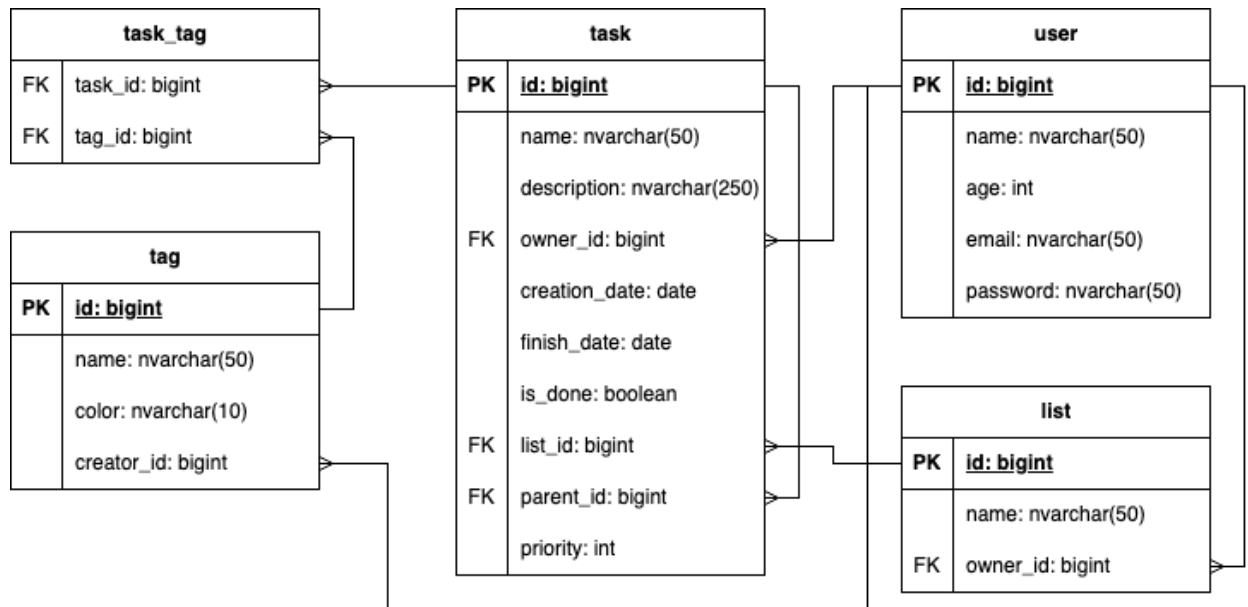 task_tag
FK task_id: bigint
FK tag_id: bigint
tag
PK id: bigint
name: nvarchar(50)
color: nvarchar(10)
creator_id: bigint
task
PK id: bigint
name: nvarchar(50)
description: nvarchar(250)
FK owner_id: bigint
creation_date: date
finish_date: date
is_done: boolean
FK list_id: bigint
FK parent_id: bigint
priority: int
user
PK id: bigint
name: nvarchar(50)
age: int
email: nvarchar(50)
password: nvarchar(50)
list
PK id: bigint
name: nvarchar(50)
FK owner_id: bigint